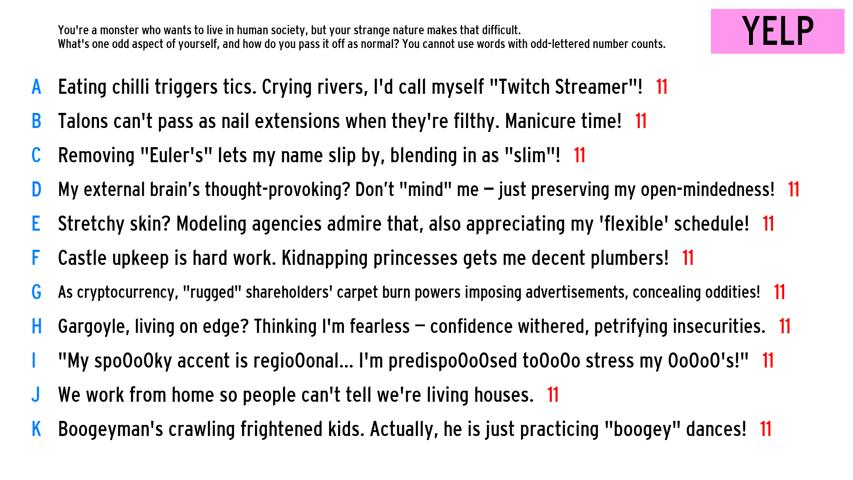 You're a monster who wants to live in human society, but your strange nature makes that difficult.
What's one odd aspect of yourself, and how do you pass it off as normal? You cannot use words with odd-lettered number counts.
YELP
A Eating chilli triggers tics. Crying rivers, I'd call myself "Twitch Streamer"! 11
B Talons can't pass as nail extensions when they're filthy. Manicure time! 11
C Removing "Euler's" lets my name slip by, blending in as "slim"! 11
D My external brain's thought-provoking? Don't "mind" me – just preserving my open-mindedness! 11
E Stretchy skin? Modeling agencies admire that, also appreciating my 'flexible' schedule! 11
F Castle upkeep is hard work. Kidnapping princesses gets me decent plumbers! 11
G As cryptocurrency, "rugged" shareholders' carpet burn powers imposing advertisements, concealing oddities! 11
H Gargoyle, living on edge? Thinking I'm fearless – confidence withered, petrifying insecurities. 11
I "My spoOoOky accent is regioOonal... I'm predispoOoOsed toOoOo stress my OoOoO's!" 11
J We work from home so people can't tell we're living houses. 11
K Boogeyman's crawling frightened kids. Actually, he is just practicing "boogey" dances! 11